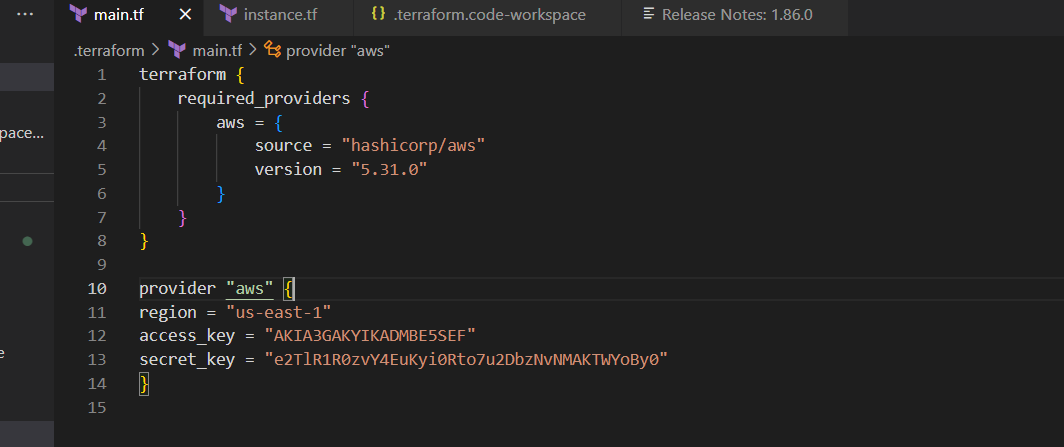 main.tf
instance.tf
.terraform.code-workspace
Release Notes: 1.86.0
.terraform > main.tf > provider "aws"
pace...
e
1 terraform {
2 required_providers {
3 aws = {
4 source = "hashicorp/aws"
5 version = "5.31.0"
6 }
7 }
8 }
9
10 provider "aws" {
11 region = "us-east-1"
12 access_key = "AKIA3GAKYIKADMBE5SEF"
13 secret_key = "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"
14 }
15